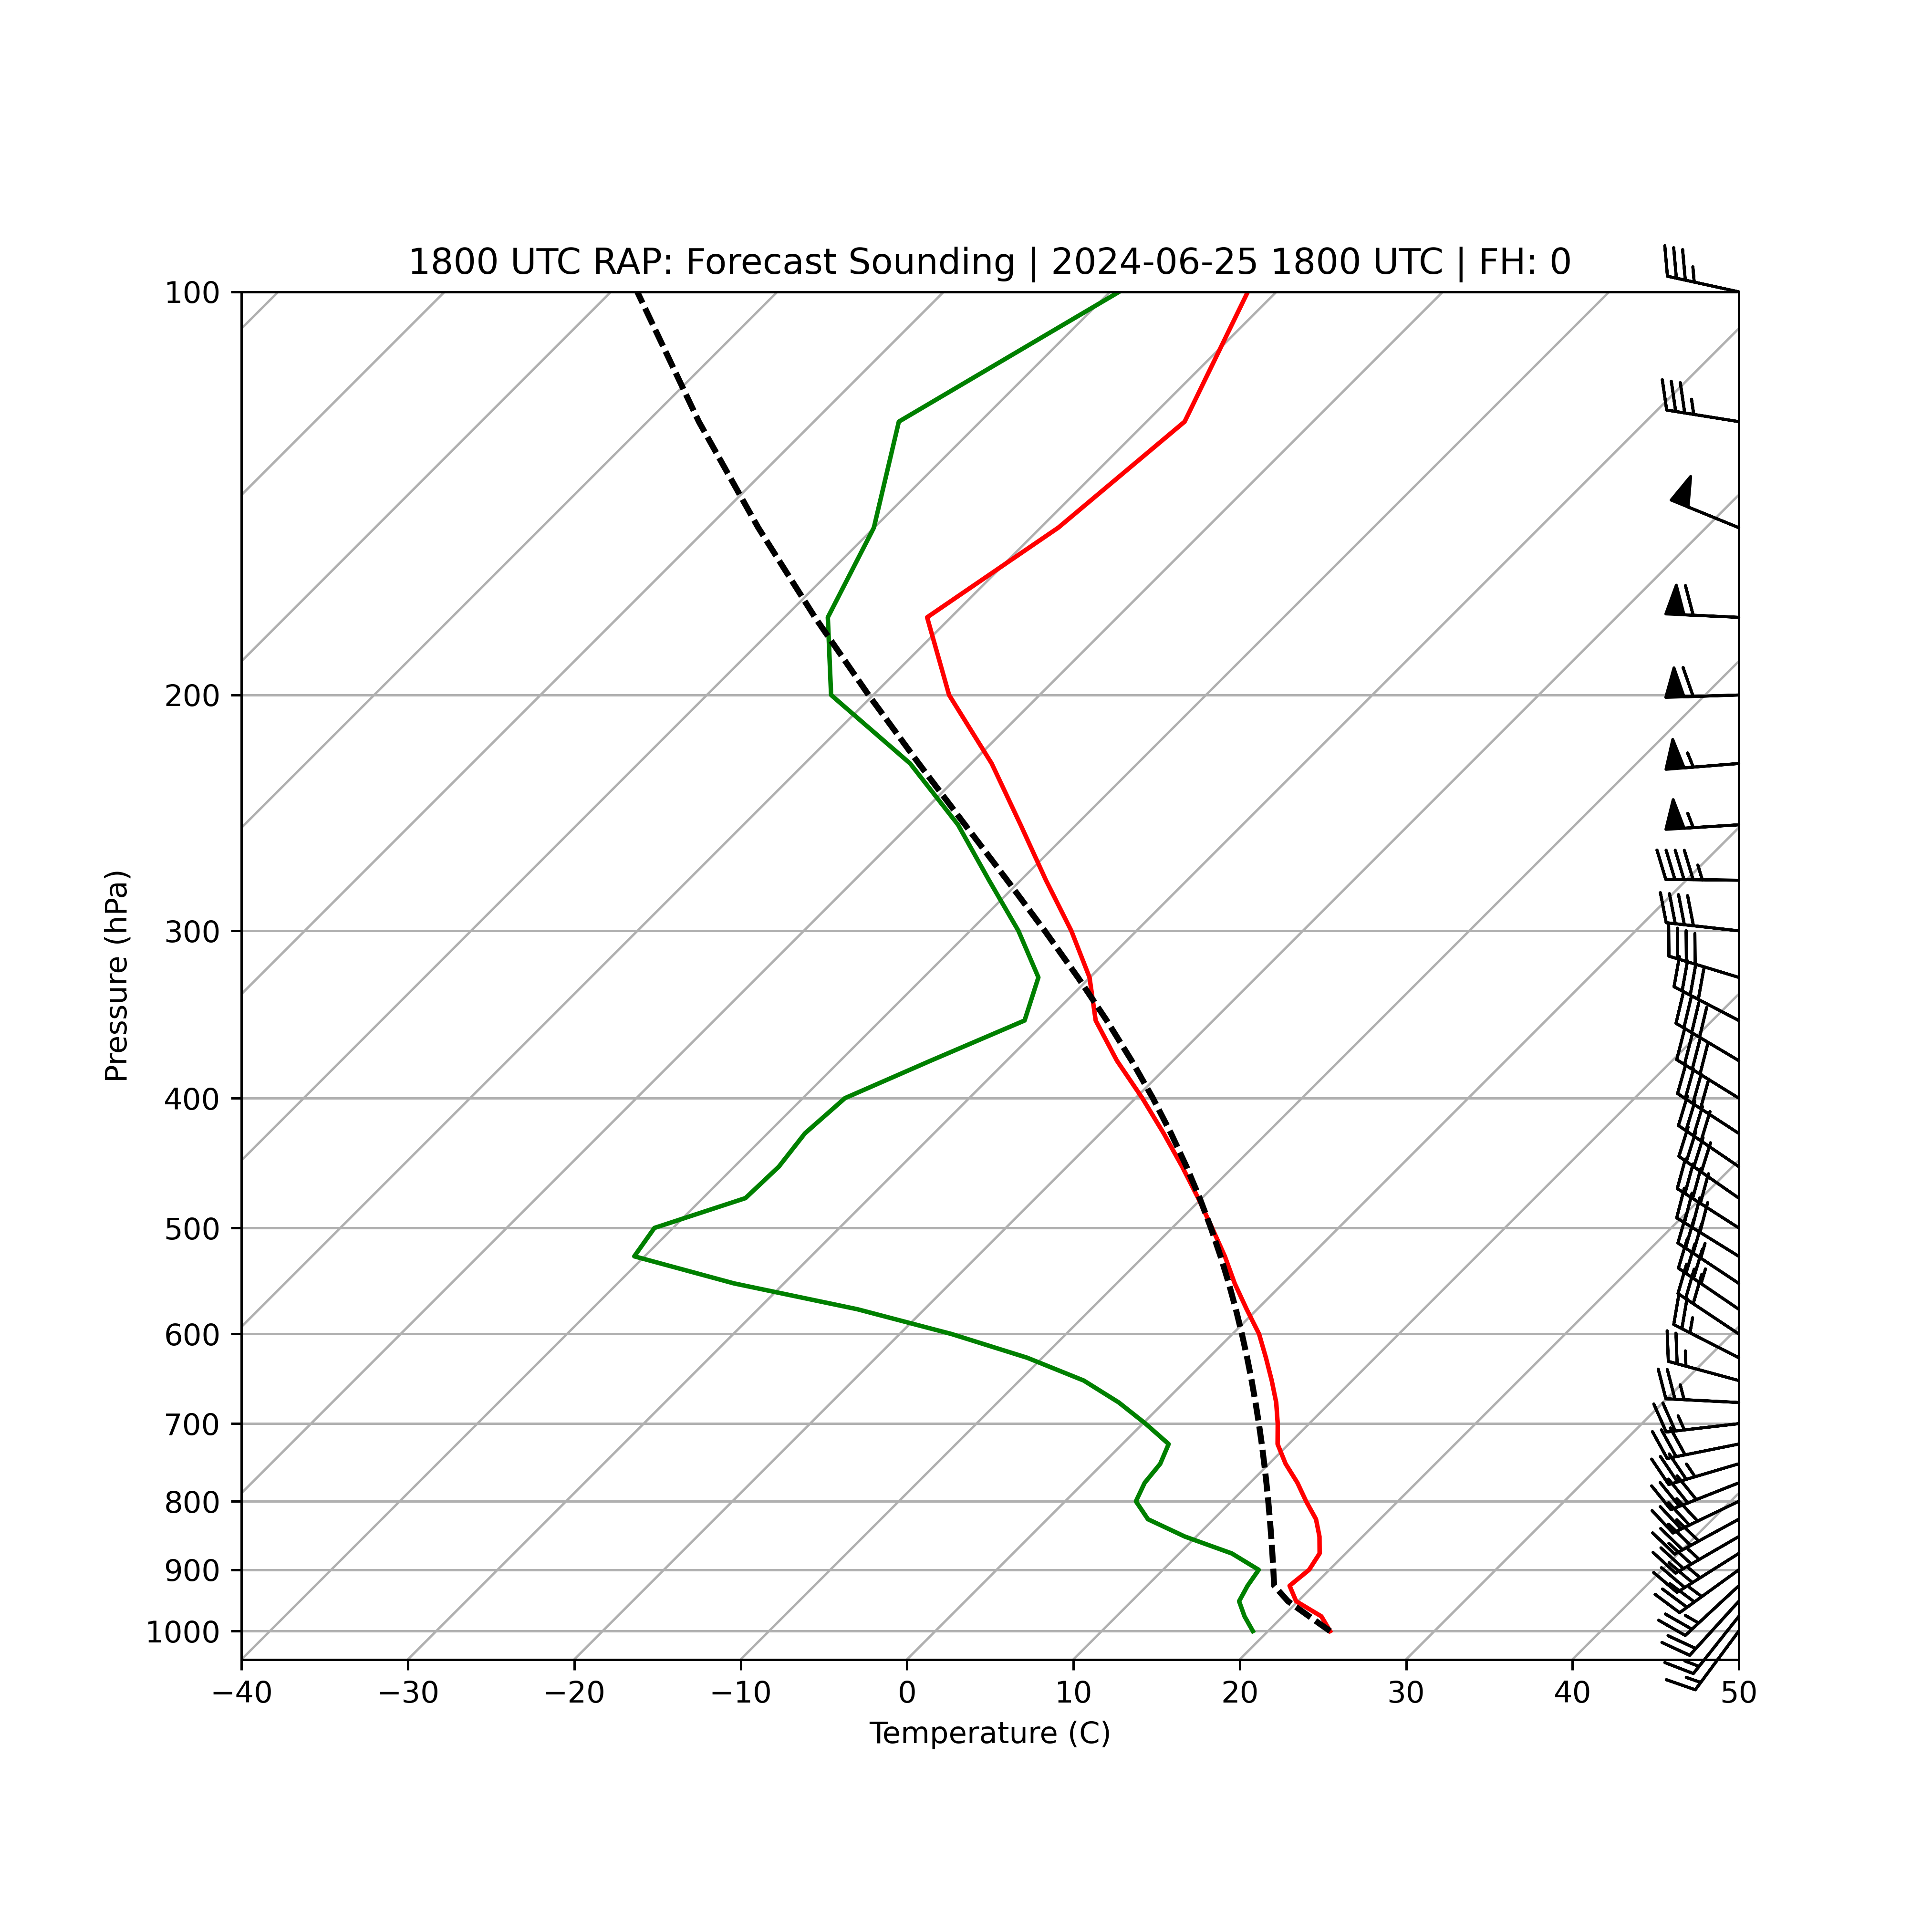 1800 UTC RAP: Forecast Sounding | 2024-06-25 1800 UTC | FH: 0
100
200
300
400
500
600
700
800
900
1000
Pressure (hPa)
−40 −30 −20 −10 0 10 20 30 40 50
Temperature (C)